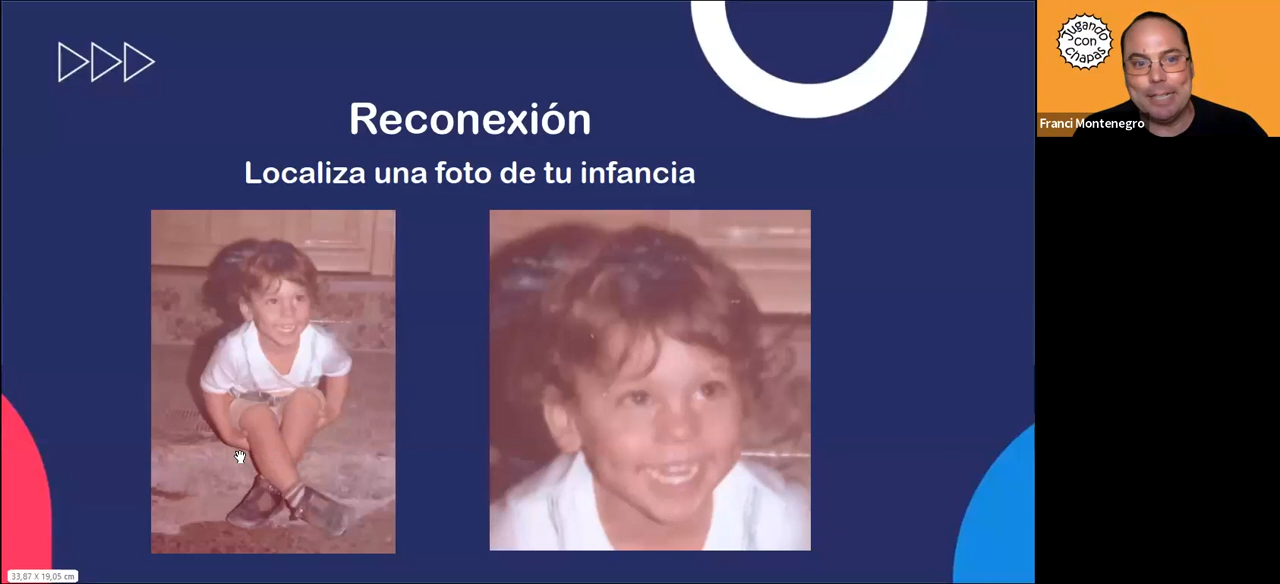 Reconexión
Localiza una foto de tu infancia
Jugando
con
chapas
Franci Montenegro
33,87 X 19,05 cm